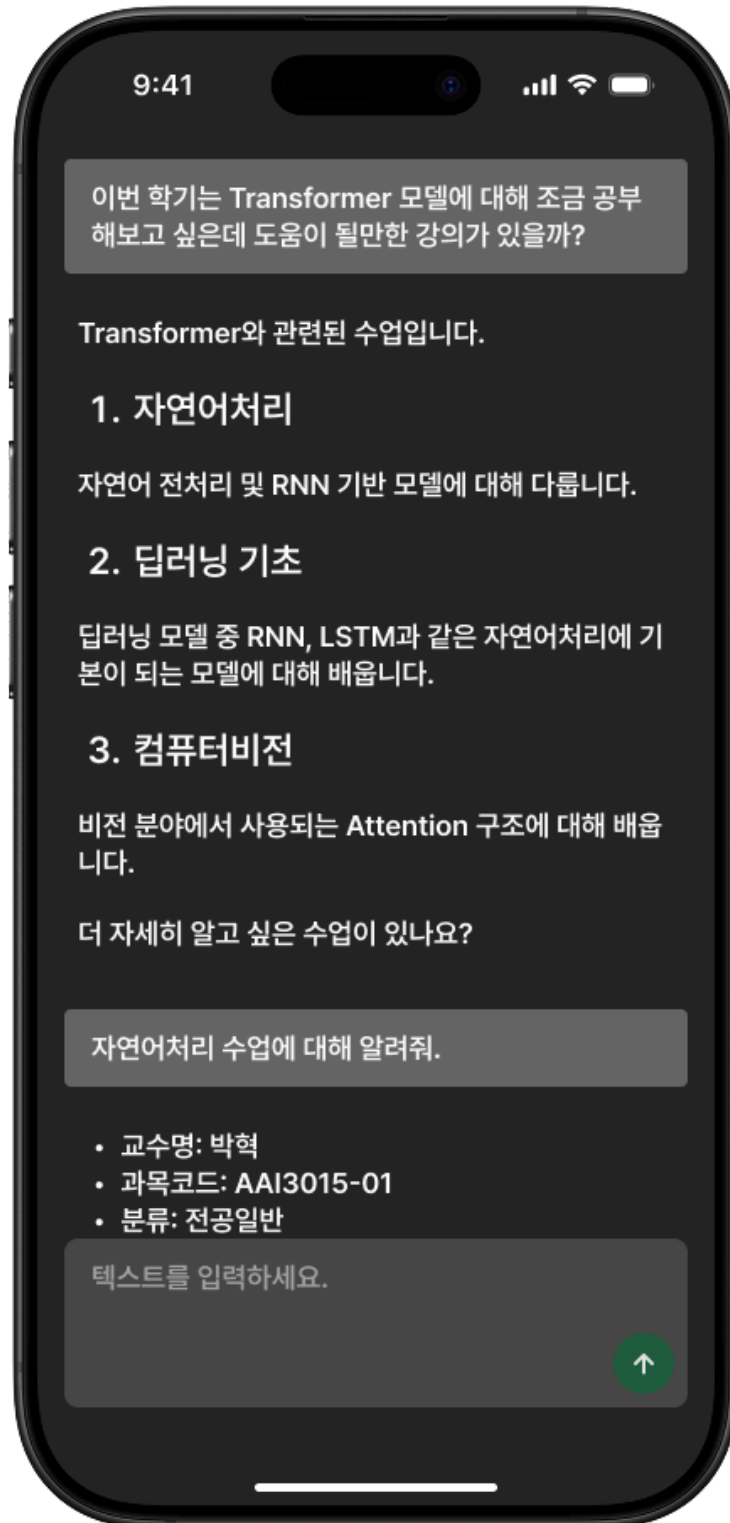 9:41
이번 학기는 Transformer 모델에 대해 조금 공부
해보고 싶은데 도움이 될만한 강의가 있을까?
Transformer와 관련된 수업입니다.
1. 자연어처리
자연어 전처리 및 RNN 기반 모델에 대해 다룹니다.
2. 딥러닝 기초
딥러닝 모델 중 RNN, LSTM과 같은 자연어처리에 기
본이 되는 모델에 대해 배웁니다.
3. 컴퓨터비전
비전 분야에서 사용되는 Attention 구조에 대해 배웁
니다.
더 자세히 알고 싶은 수업이 있나요?
자연어처리 수업에 대해 알려줘.
• 교수명: 박혁
• 과목코드: AAI3015-01
• 분류: 전공일반
텍스트를 입력하세요.